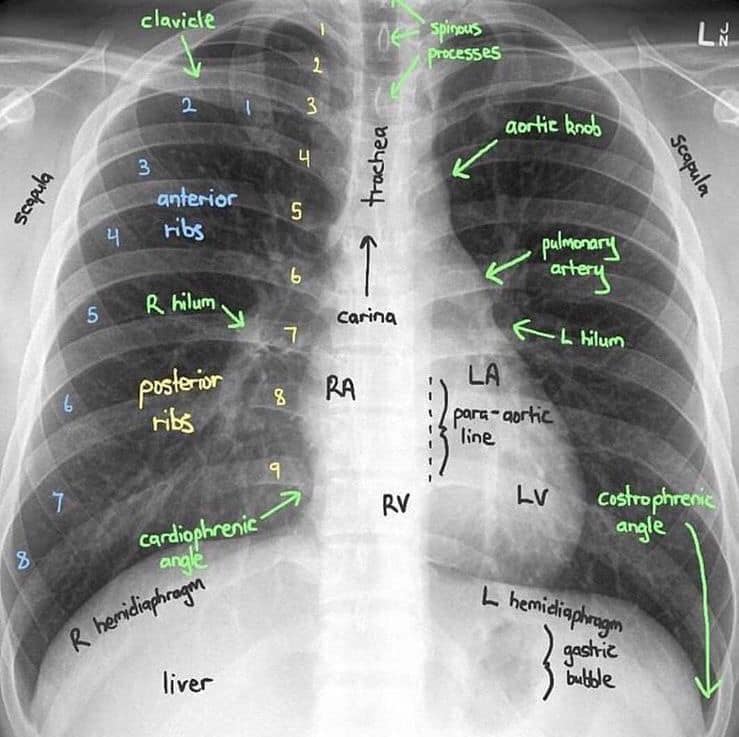 clavicle
spinous
processes
L JN
1
2
3
4
5
6
7
8
9
2 1
3
4
5
6
7
8
anterior
ribs
trachea
aortic knob
scapula
scapula
pulmonary
artery
R hilum
carina
L hilum
posterior
ribs
RA
LA
para-aortic
line
RV
LV
cardiophrenic
angle
costrophrenic
angle
R hemidiaphragm
L hemidiaphragm
gastric
bubble
liver